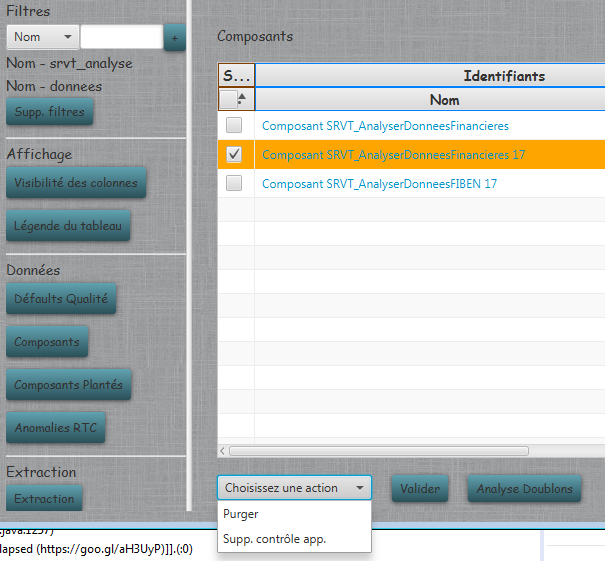 Filtres
Nom
+
Nom - srvt_analyse
Nom - donnees
Supp. filtres
Affichage
Visibilité des colonnes
Légende du tableau
Données
Défauts Qualité
Composants
Composants Plantés
Anomalies RTC
Extraction
Extraction
Composants
S... Identifiants
Nom
Composant SRVT_AnalyserDonneesFinancieres
Composant SRVT_AnalyserDonneesFinancieres 17
Composant SRVT_AnalyserDonneesFIBEN 17
Choisissez une action
Valider
Analyse Doublons
Purger
Supp. contrôle app.
.java:1257)
lapsed (https://goo.gl/aH3UyP)]].(:0)